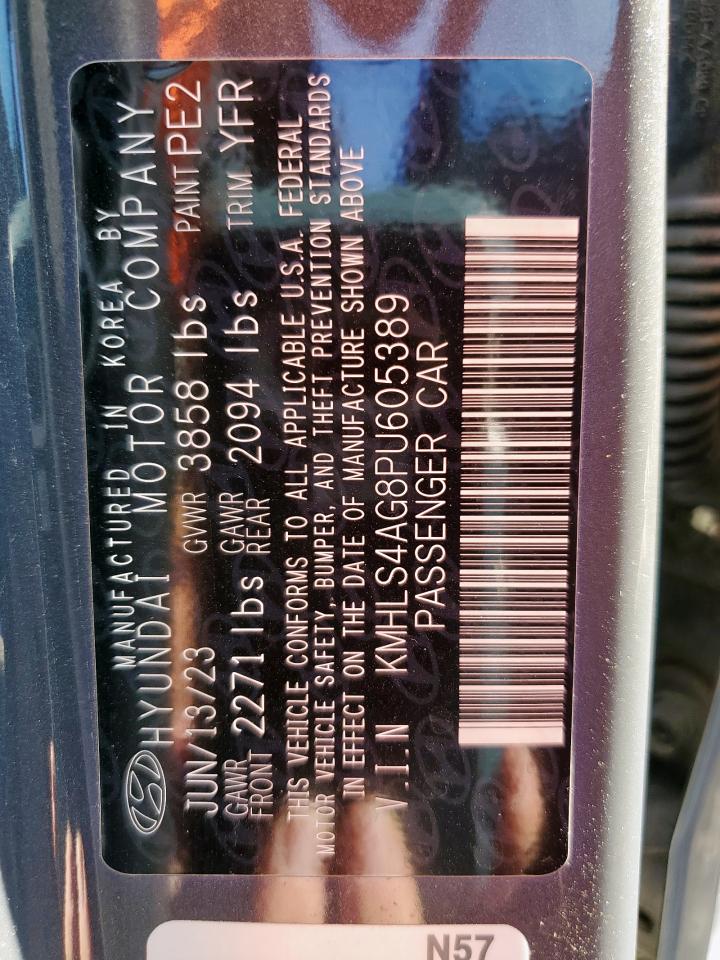 MANUFACTURED IN KOREA BY
HYUNDAI MOTOR COMPANY
JUN/13/23 GVWR 3858 lbs PAINT PE2
GAWR FRONT 2271 lbs GAWR REAR 2094 lbs TRIM YFR
THIS VEHICLE CONFORMS TO ALL APPLICABLE U.S.A. FEDERAL
MOTOR VEHICLE SAFETY, BUMPER, AND THEFT PREVENTION STANDARDS
IN EFFECT ON THE DATE OF MANUFACTURE SHOWN ABOVE
V.I.N KMHLS4AG8PU605389
PASSENGER CAR
N57